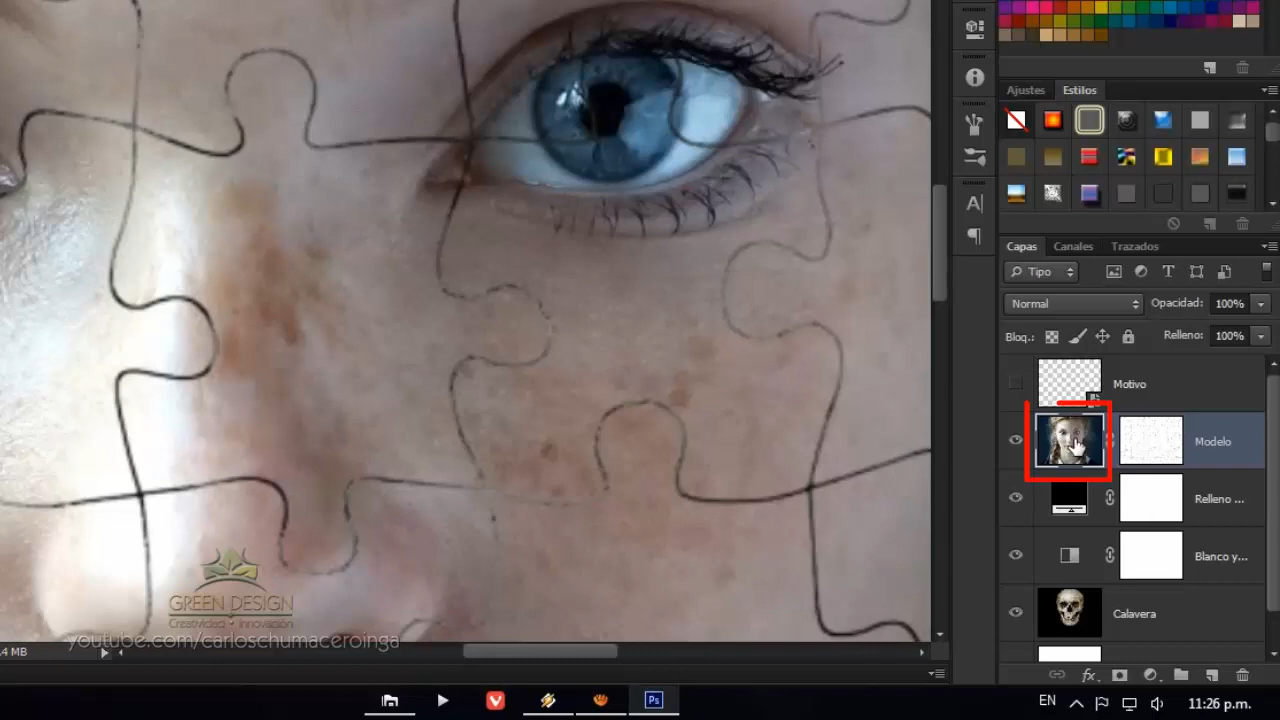 Ajustes Estilos
Capas Canales Trazados
Tipo
Normal Opacidad: 100%
Bloq.: Relleno: 100%
Motivo
Modelo
Relleno ...
Blanco y...
Calavera
GREEN DESIGN
Creatividad Innovación
youtube.com/carloschumaceroinga
.4 MB
Ps
EN
11:26 p.m.